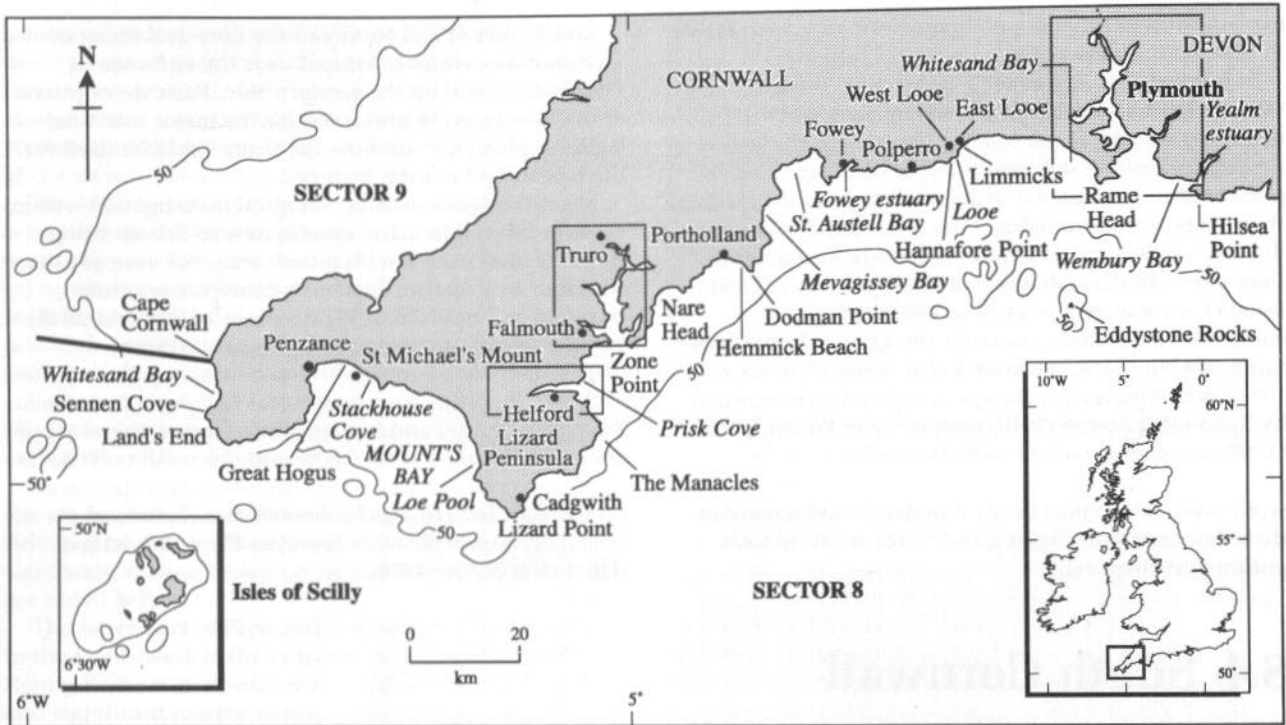 N
50
SECTOR 9
CORNWALL
DEVON
Whitesand Bay
Plymouth
West Looe
East Looe
Yealm
estuary
Fowey
Polperro
Limmicks
Rame
Head
Fowey estuary
Looe
Hilsea
Point
St. Austell Bay
Hannafore Point
Wembury Bay
50
Portholland
Truro
Mevagissey Bay
Cape
Cornwall
Nare
Head
Dodman Point
Eddystone Rocks
Falmouth
Penzance
St Michael's Mount
Zone
Point
Hemmick Beach
50
Whitesand Bay
Sennen Cove
Stackhouse
Cove
Helford
Prisk Cove
Land's End
MOUNT'S
BAY
Lizard
Peninsula
Great Hogus
Loe Pool
The Manacles
50°
Cadgwith
Lizard Point
50
SECTOR 8
50°N
Isles of Scilly
6°30'W
0 20
km
6°W
5°
10°W 5° 0°
60°N
55°
50°